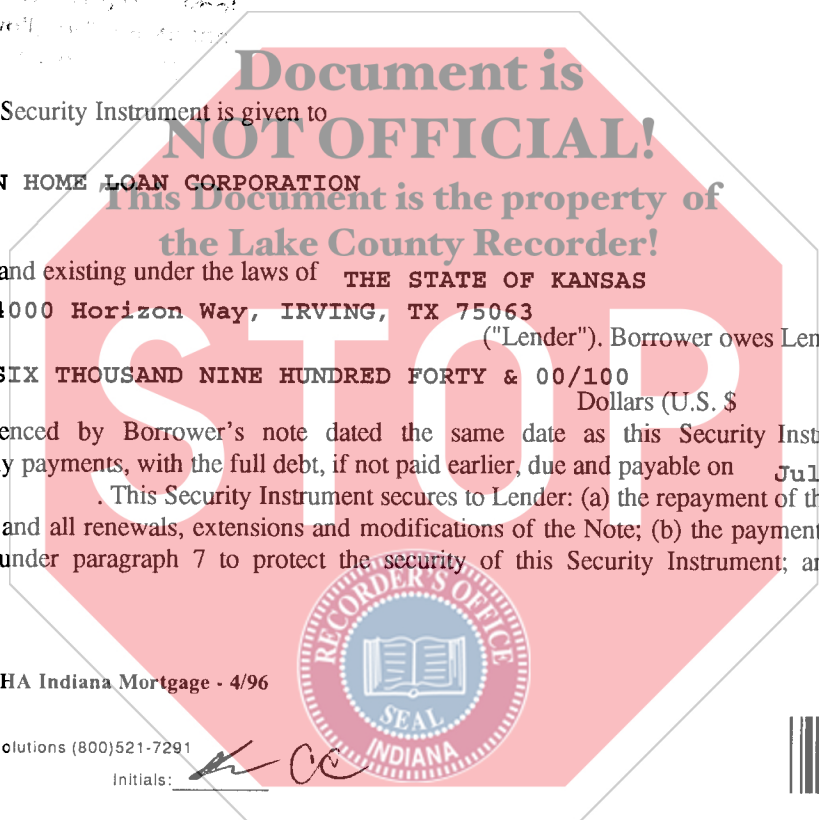 Document is
Security Instrument is given to
NOT OFFICIAL!
N HOME LOAN CORPORATION
This Document is the property of
the Lake County Recorder!
and existing under the laws of THE STATE OF KANSAS
4000 Horizon Way, IRVING, TX 75063
("Lender"). Borrower owes Len
SIX THOUSAND NINE HUNDRED FORTY & 00/100
Dollars (U.S. $
enced by Borrower's note dated the same date as this Security Inst
y payments, with the full debt, if not paid earlier, due and payable on Jul
. This Security Instrument secures to Lender: (a) the repayment of th
and all renewals, extensions and modifications of the Note; (b) the payment
under paragraph 7 to protect the security of this Security Instrument; a
STOP
RECORDER'S OFFICE
SEAL
INDIANA
HA Indiana Mortgage - 4/96
olutions (800)521-7291
Initials: CC